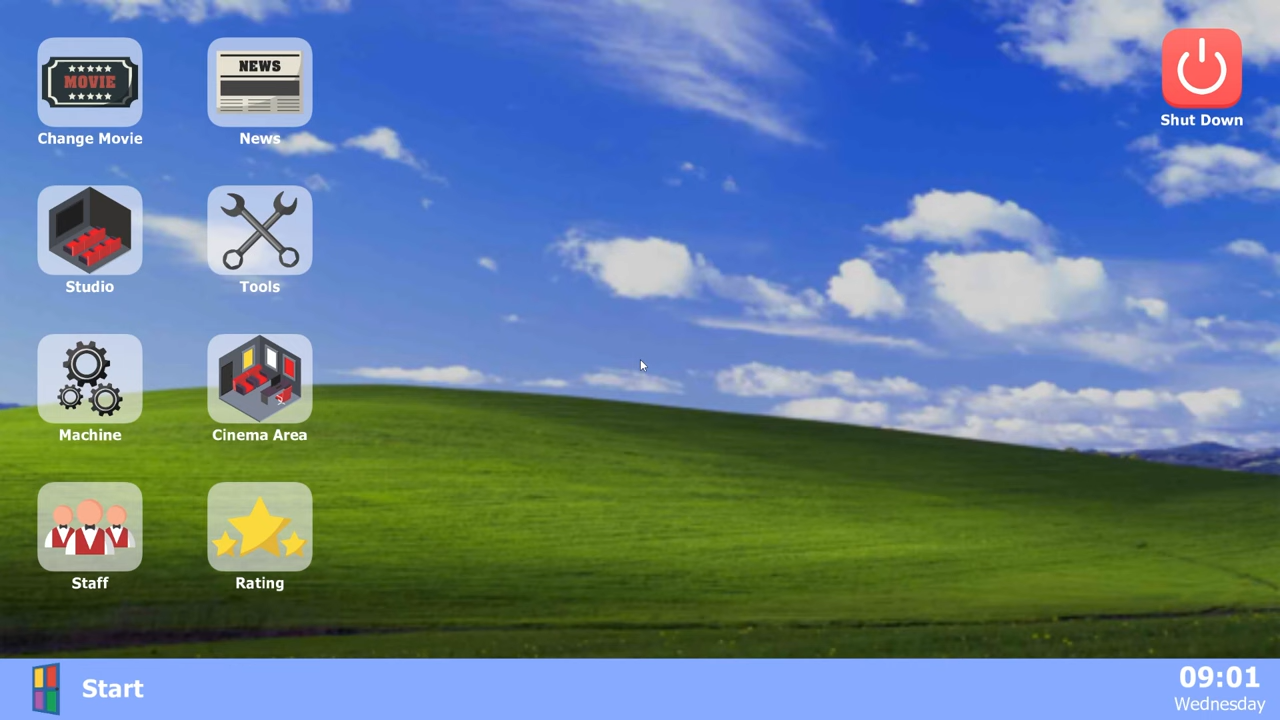 MOVIE
Change Movie
NEWS
News
Shut Down
Studio
Tools
Machine
Cinema Area
Staff
Rating
Start
09:01
Wednesday